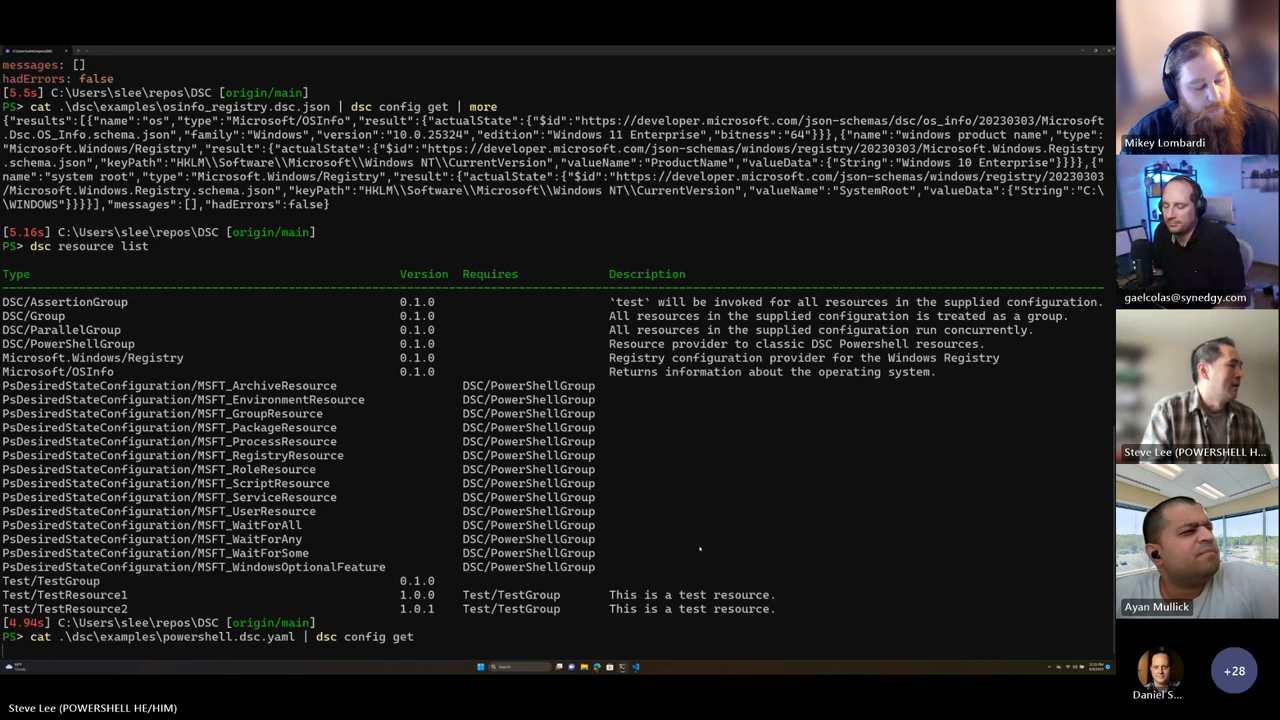 messages: []
hadErrors: false
[5.5s] C:\Users\slee\repos\DSC [origin/main]
PS> cat .\dsc\examples\osinfo_registry.dsc.json | dsc config get | more
{"results":[{"name":"os","type":"Microsoft/OSInfo","result":{"actualState":{"$id":"https://developer.microsoft.com/json-schemas/dsc/os_info/20230303/Microsoft
.Dsc.OS_Info.schema.json","family":"Windows","version":"10.0.25324","edition":"Windows 11 Enterprise","bitness":"64"}}},{"name":"windows product name","type":
"Microsoft.Windows/Registry","result":{"actualState":{"$id":"https://developer.microsoft.com/json-schemas/windows/registry/20230303/Microsoft.Windows.Registry
.schema.json","keyPath":"HKLM\\Software\\Microsoft\\Windows NT\\CurrentVersion","valueName":"ProductName","valueData":{"String":"Windows 10 Enterprise"}}}},{"
name":"system root","type":"Microsoft.Windows/Registry","result":{"actualState":{"$id":"https://developer.microsoft.com/json-schemas/windows/registry/20230303
/Microsoft.Windows.Registry.schema.json","keyPath":"HKLM\\Software\\Microsoft\\Windows NT\\CurrentVersion","valueName":"SystemRoot","valueData":{"String":"C:\
\WINDOWS"}}}}],"messages":[],"hadErrors":false}
[5.16s] C:\Users\slee\repos\DSC [origin/main]
PS> dsc resource list
Type Version Requires Description
DSC/AssertionGroup 0.1.0 `test` will be invoked for all resources in the supplied configuration.
DSC/Group 0.1.0 All resources in the supplied configuration is treated as a group.
DSC/ParallelGroup 0.1.0 All resources in the supplied configuration run concurrently.
DSC/PowerShellGroup 0.1.0 Resource provider to classic DSC Powershell resources.
Microsoft.Windows/Registry 0.1.0 Registry configuration provider for the Windows Registry
Microsoft/OSInfo 0.1.0 Returns information about the operating system.
PsDesiredStateConfiguration/MSFT_ArchiveResource DSC/PowerShellGroup
PsDesiredStateConfiguration/MSFT_EnvironmentResource DSC/PowerShellGroup
PsDesiredStateConfiguration/MSFT_GroupResource DSC/PowerShellGroup
PsDesiredStateConfiguration/MSFT_PackageResource DSC/PowerShellGroup
PsDesiredStateConfiguration/MSFT_ProcessResource DSC/PowerShellGroup
PsDesiredStateConfiguration/MSFT_RegistryResource DSC/PowerShellGroup
PsDesiredStateConfiguration/MSFT_RoleResource DSC/PowerShellGroup
PsDesiredStateConfiguration/MSFT_ScriptResource DSC/PowerShellGroup
PsDesiredStateConfiguration/MSFT_ServiceResource DSC/PowerShellGroup
PsDesiredStateConfiguration/MSFT_UserResource DSC/PowerShellGroup
PsDesiredStateConfiguration/MSFT_WaitForAll DSC/PowerShellGroup
PsDesiredStateConfiguration/MSFT_WaitForAny DSC/PowerShellGroup
PsDesiredStateConfiguration/MSFT_WaitForSome DSC/PowerShellGroup
PsDesiredStateConfiguration/MSFT_WindowsOptionalFeature DSC/PowerShellGroup
Test/TestGroup 0.1.0
Test/TestResource1 1.0.0 Test/TestGroup This is a test resource.
Test/TestResource2 1.0.1 Test/TestGroup This is a test resource.
[4.94s] C:\Users\slee\repos\DSC [origin/main]
PS> cat .\dsc\examples\powershell.dsc.yaml | dsc config get
Search
Mikey Lombardi
gaelcolas@synedgy.com
Steve Lee (POWERSHELL H...
Ayan Mullick
Daniel S...
+28
Steve Lee (POWERSHELL HE/HIM)